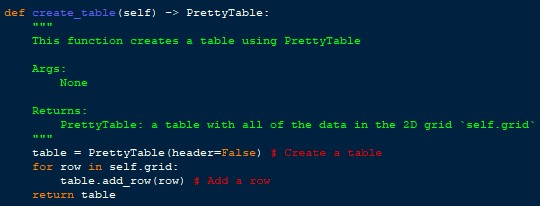 def create_table(self) -> PrettyTable:
    """
    This function creates a table using PrettyTable

    Args:
        None

    Returns:
        PrettyTable: a table with all of the data in the 2D grid `self.grid`
    """
    table = PrettyTable(header=False) # Create a table
    for row in self.grid:
        table.add_row(row) # Add a row
    return table